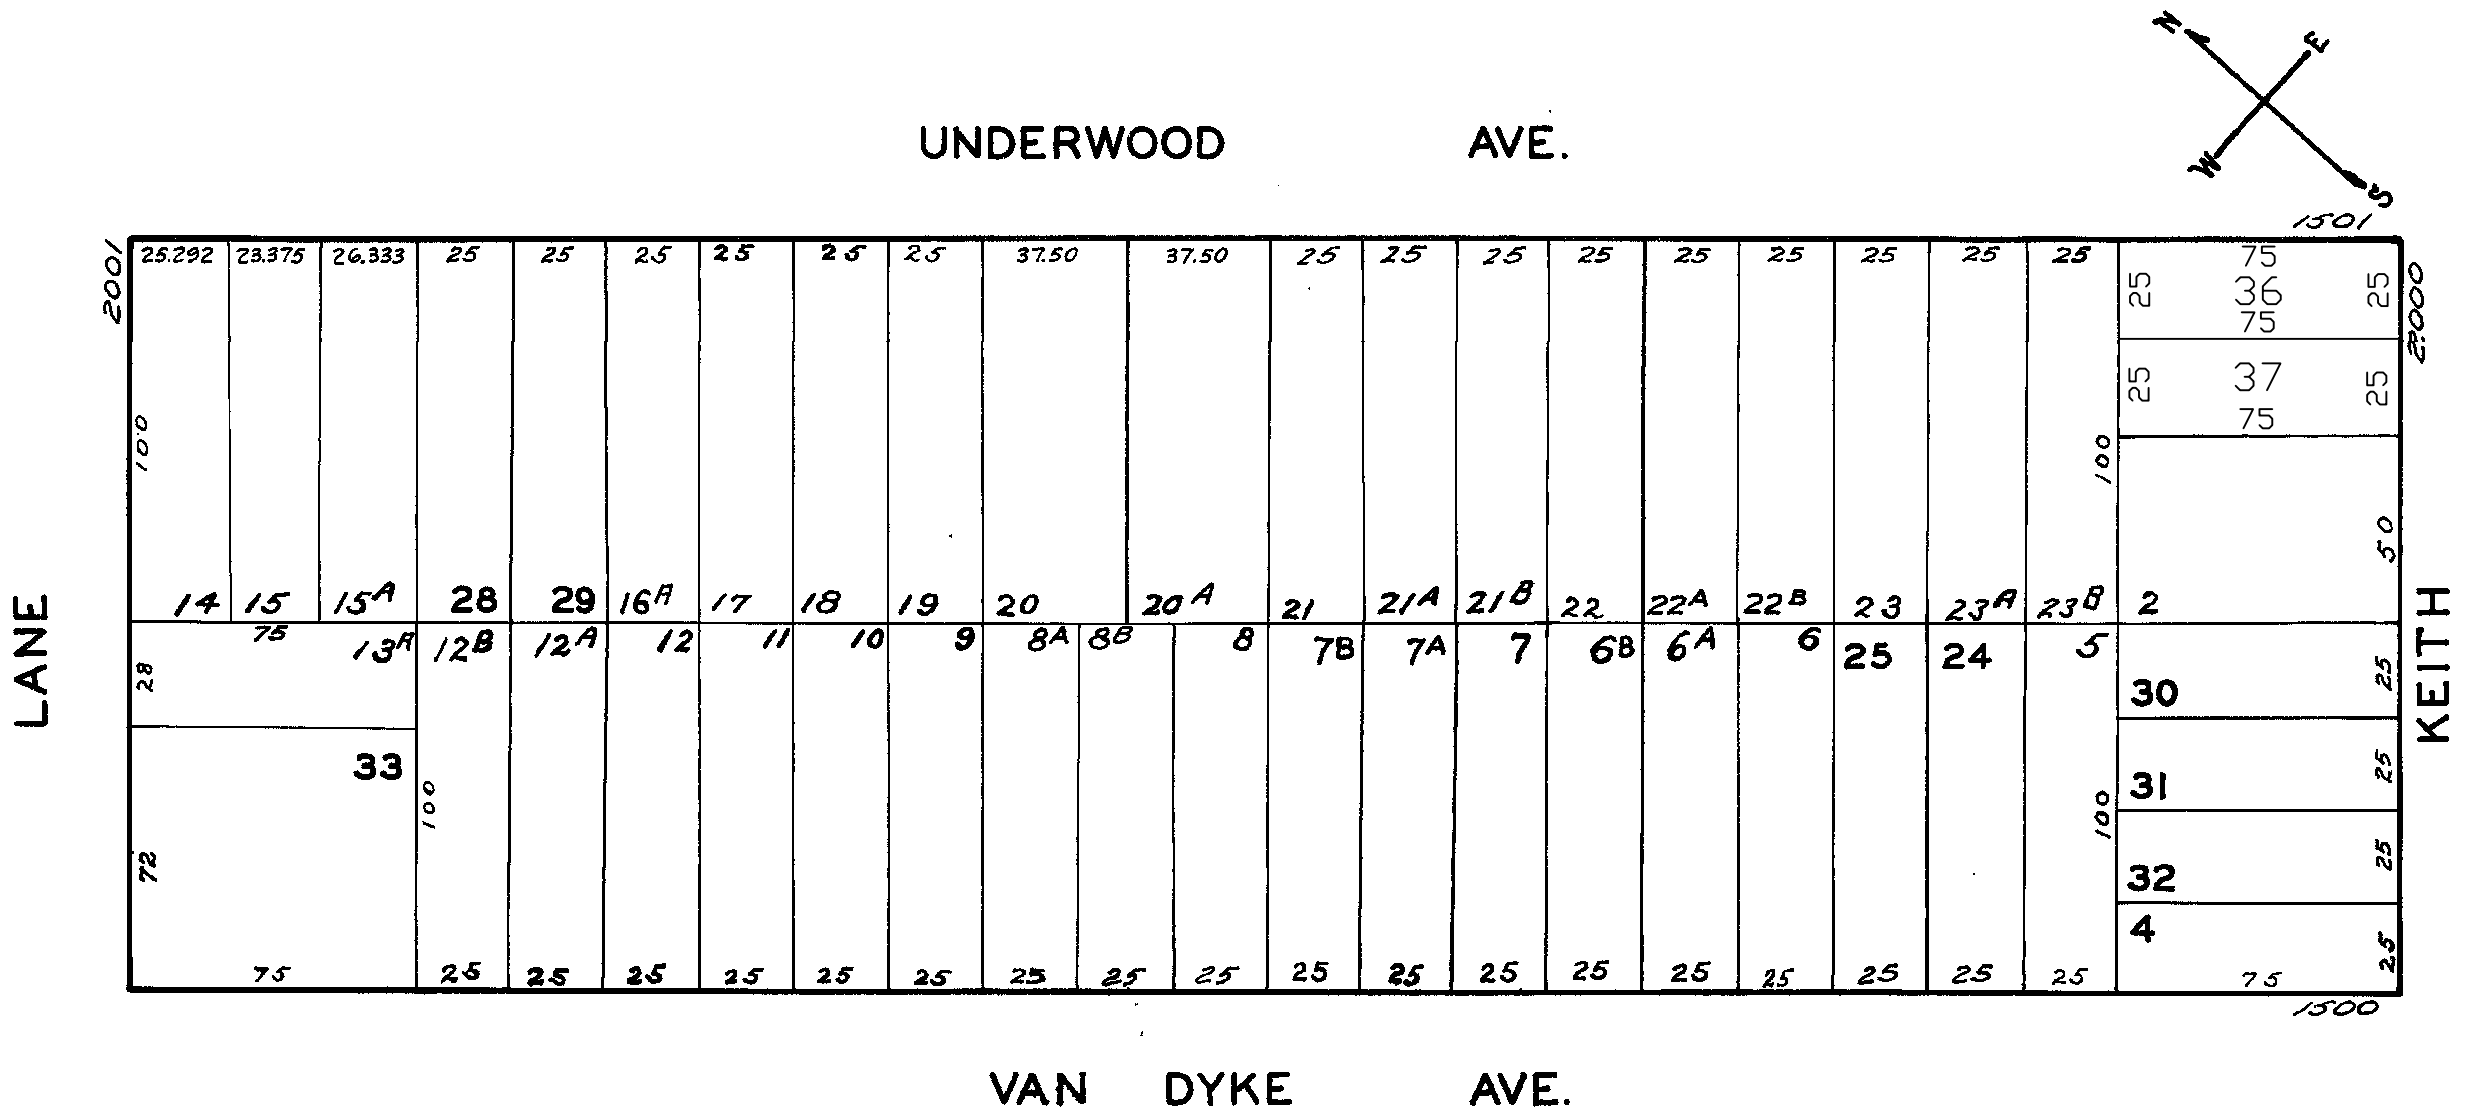 N
E
W
S
UNDERWOOD AVE.
1501
2001
25.292 23.375 26.333 25 25 25 25 25 25 37.50 37.50 25 25 25 25 25 25 25 25 25 75
25 36 25
75
2000
25 37 25
75
100
100
50
14 15 15A 28 29 16A 17 18 19 20 20A 21 21A 21B 22 22A 22B 23 23A 23B 2
LANE
KEITH
75 13A 12B 12A 12 11 10 9 8A 8B 8 7B 7A 7 6B 6A 6 25 24 5
28
30 25
33
31 25
100
100
72
32 25
4 25
75 25 25 25 25 25 25 25 25 25 25 25 25 25 25 25 25 25 25 75
1500
VAN DYKE AVE.